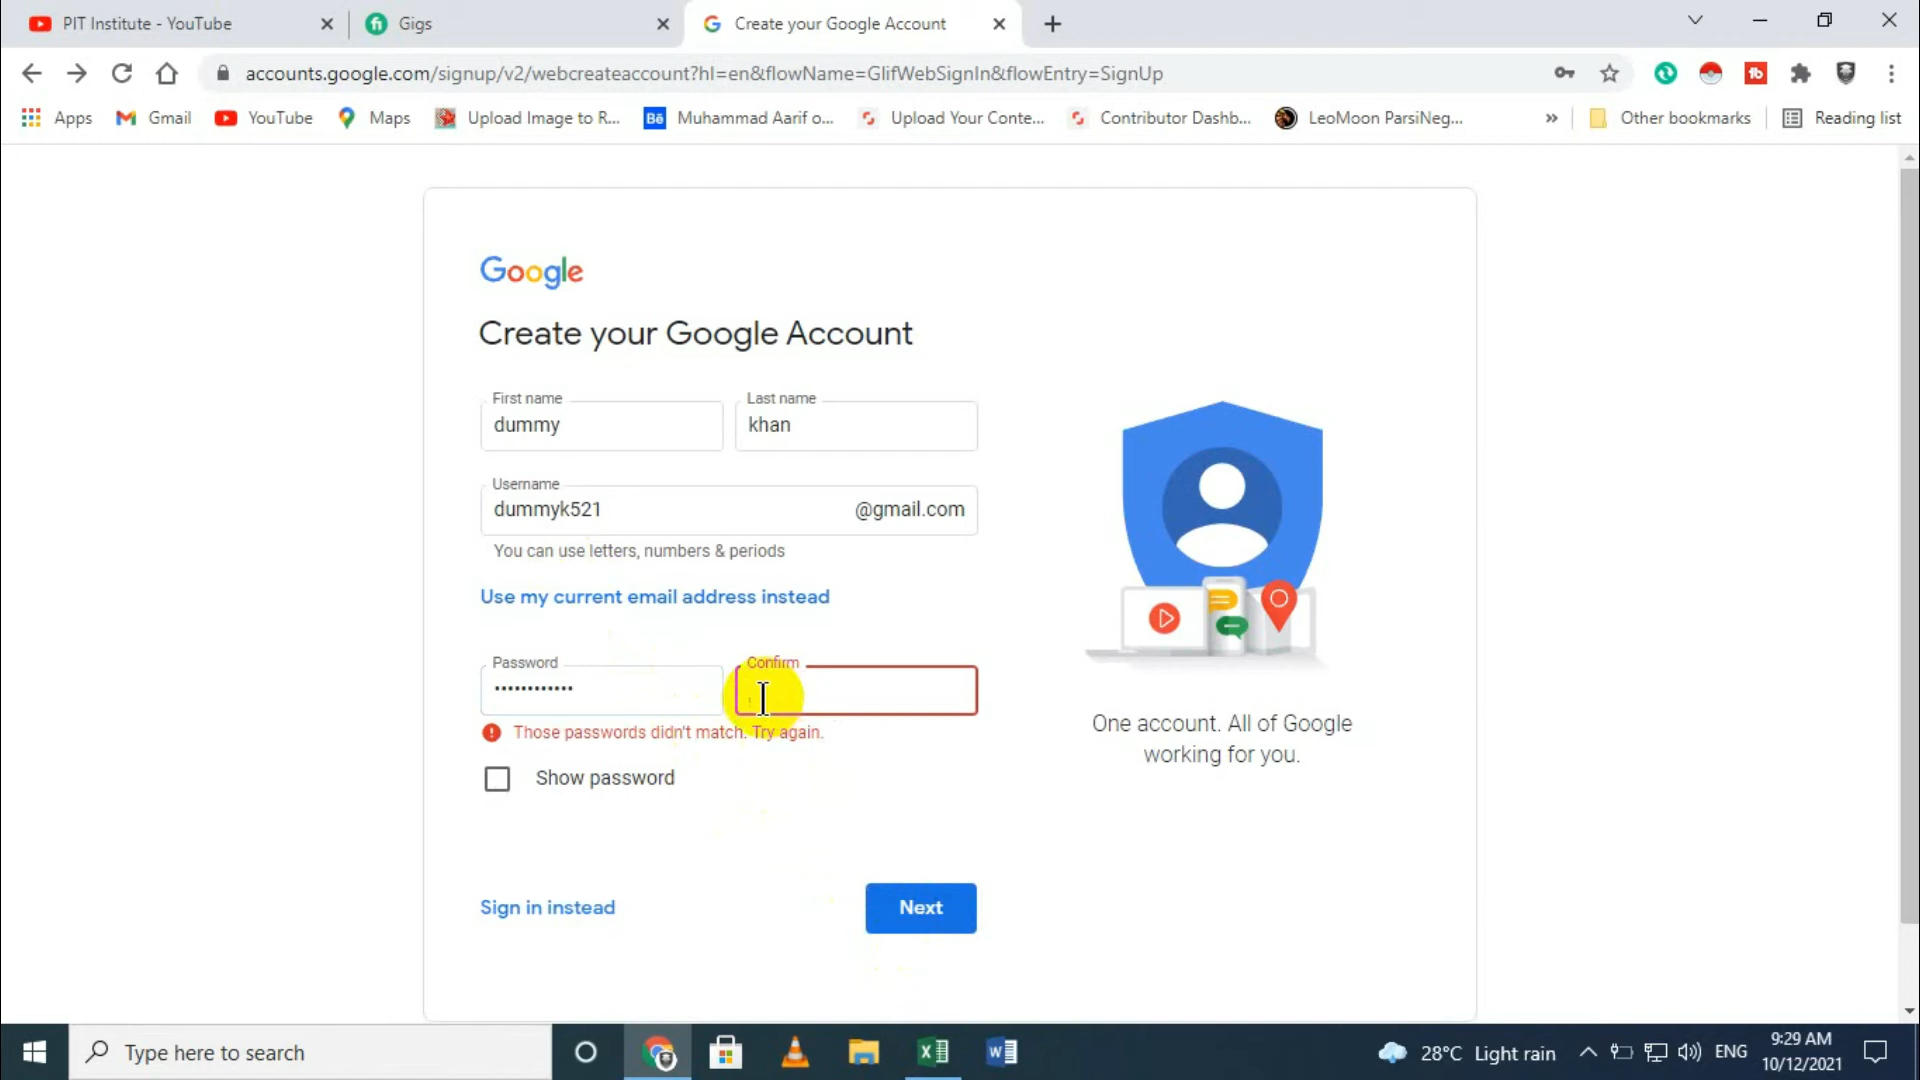 PIT Institute - YouTube
Gigs
Create your Google Account
accounts.google.com/signup/v2/webcreateaccount?hl=en&flowName=GlifWebSignIn&flowEntry=SignUp
Apps
Gmail
YouTube
Maps
Upload Image to R...
Bē
Muhammad Aarif o...
Upload Your Conte...
Contributor Dashb...
LeoMoon ParsiNeg...
»
Other bookmarks
Reading list
Google
Create your Google Account
First name
dummy
Last name
khan
Username
dummyk521
@gmail.com
You can use letters, numbers & periods
Use my current email address instead
Password
••••••••••••
Confirm
Those passwords didn't match. Try again.
Show password
Sign in instead
Next
One account. All of Google
working for you.
Type here to search
28°C Light rain
ENG
9:29 AM
10/12/2021